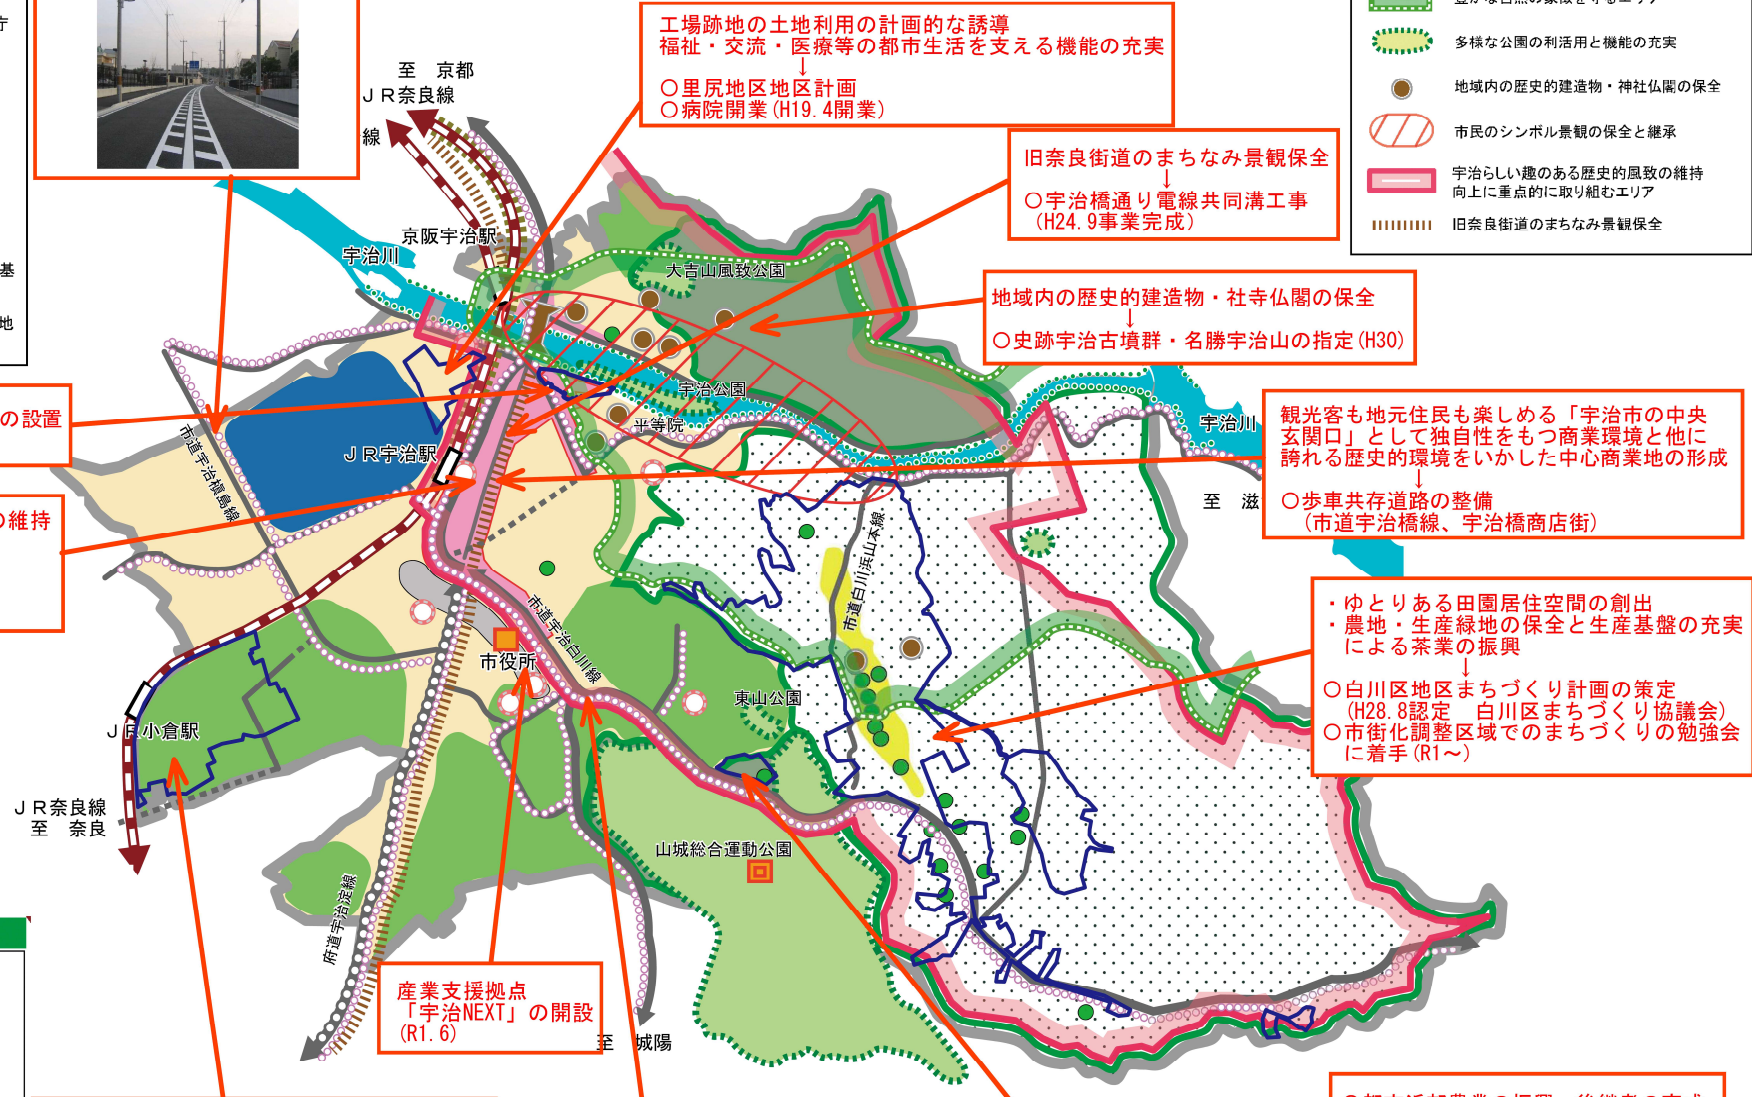 庁
基
地
の設置
の維持
工場跡地の土地利用の計画的な誘導
福祉・交流・医療等の都市生活を支える機能の充実
↓
○里尻地区地区計画
○病院開業(H19.4開業)
旧奈良街道のまちなみ景観保全
↓
○宇治橋通り電線共同溝工事
(H24.9事業完成)
地域内の歴史的建造物・社寺仏閣の保全
↓
○史跡宇治古墳群・名勝宇治山の指定(H30)
観光客も地元住民も楽しめる「宇治市の中央
玄関口」として独自性をもつ商業環境と他に
誇れる歴史的環境をいかした中心商業地の形成
↓
○歩車共存道路の整備
(市道宇治橋線、宇治橋商店街)
・ゆとりある田園居住空間の創出
・農地・生産緑地の保全と生産基盤の充実
による茶業の振興
↓
○白川区地区まちづくり計画の策定
(H28.8認定 白川区まちづくり協議会)
○市街化調整区域でのまちづくりの勉強会
に着手(R1~)
産業支援拠点
「宇治NEXT」の開設
(R1.6)
多様な公園の利活用と機能の充実
地域内の歴史的建造物・神社仏閣の保全
市民のシンボル景観の保全と継承
宇治らしい趣のある歴史的風致の維持
向上に重点的に取り組むエリア
旧奈良街道のまちなみ景観保全
至 京都
JR奈良線
線
京阪宇治駅
宇治川
大吉山風致公園
宇治公園
平等院
宇治川
至 滋
JR宇治駅
市道宇治槇島線
市道白川浜山本線
市道宇治白川線
市役所
東山公園
JR小倉駅
JR奈良線
至 奈良
山城総合運動公園
府道宇治淀線
至 城陽